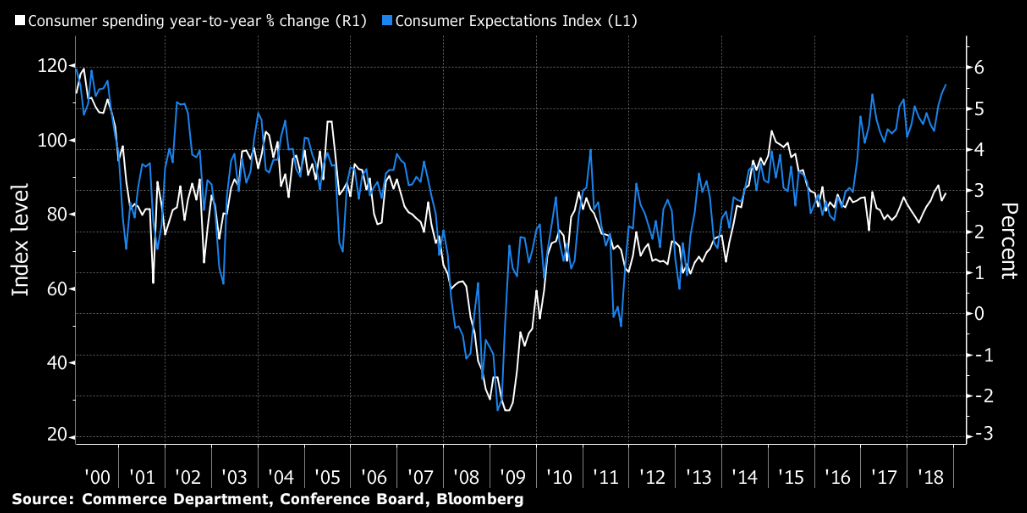 Consumer spending year-to-year % change (R1) Consumer Expectations Index (L1)
120 6
5
100 4
80 3
2
60 1
0
40 -1
-2
20 -3
Index level
Percent
'00 '01 '02 '03 '04 '05 '06 '07 '08 '09 '10 '11 '12 '13 '14 '15 '16 '17 '18
Source: Commerce Department, Conference Board, Bloomberg